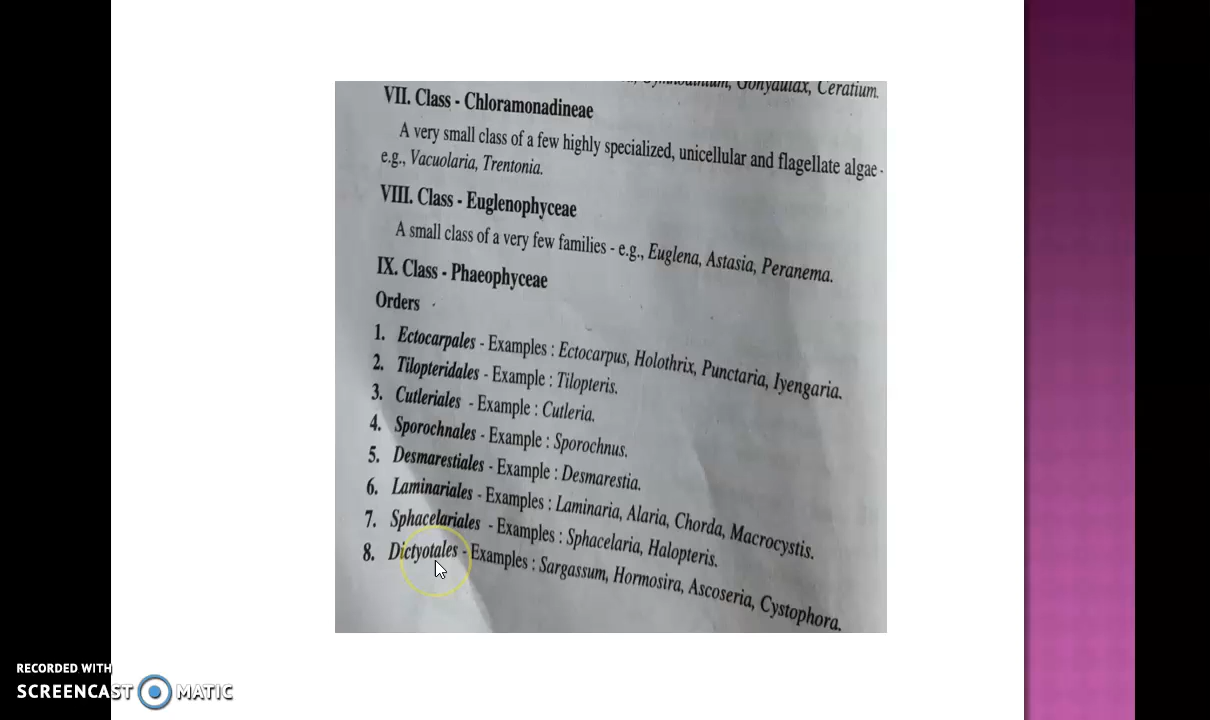 Gonyaulax, Ceratium.
VII. Class - Chloramonadineae
A very small class of a few highly specialized, unicellular and flagellate algae -
e.g., Vacuolaria, Trentonia.
VIII. Class - Euglenophyceae
A small class of a very few families - e.g., Euglena, Astasia, Peranema.
IX. Class - Phaeophyceae
Orders
1. Ectocarpales - Examples : Ectocarpus, Holothrix, Punctaria, Iyengaria.
2. Tilopteridales - Example : Tilopteris.
3. Cutleriales - Example : Cutleria.
4. Sporochnales - Example : Sporochnus.
5. Desmarestiales - Example : Desmarestia.
6. Laminariales - Examples : Laminaria, Alaria, Chorda, Macrocystis.
7. Sphacelariales - Examples : Sphacelaria, Halopteris.
8. Dictyotales - Examples : Sargassum, Hormosira, Ascoseria, Cystophora.
RECORDED WITH
SCREENCAST MATIC